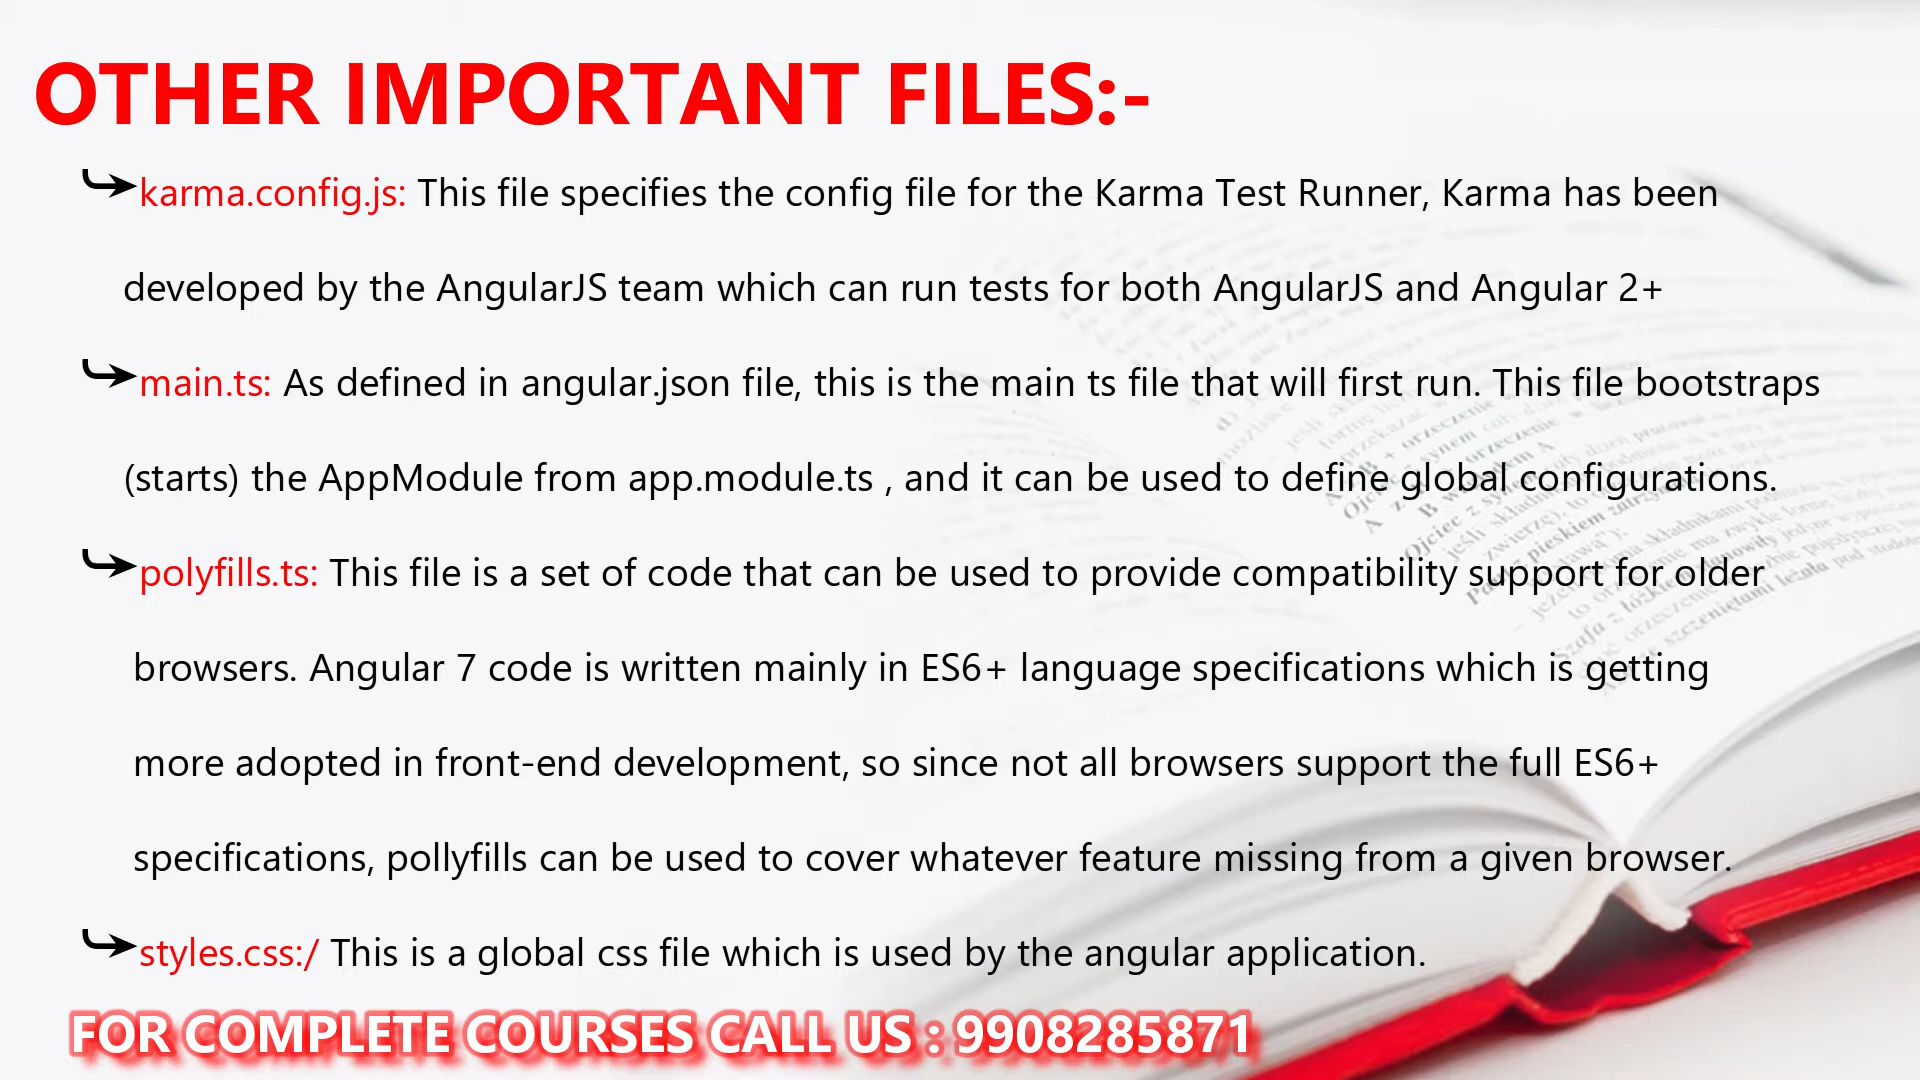 OTHER IMPORTANT FILES:-
karma.config.js: This file specifies the config file for the Karma Test Runner, Karma has been
developed by the AngularJS team which can run tests for both AngularJS and Angular 2+
main.ts: As defined in angular.json file, this is the main ts file that will first run. This file bootstraps
(starts) the AppModule from app.module.ts , and it can be used to define global configurations.
polyfills.ts: This file is a set of code that can be used to provide compatibility support for older
browsers. Angular 7 code is written mainly in ES6+ language specifications which is getting
more adopted in front-end development, so since not all browsers support the full ES6+
specifications, pollyfills can be used to cover whatever feature missing from a given browser.
styles.css:/ This is a global css file which is used by the angular application.
FOR COMPLETE COURSES CALL US : 9908285871